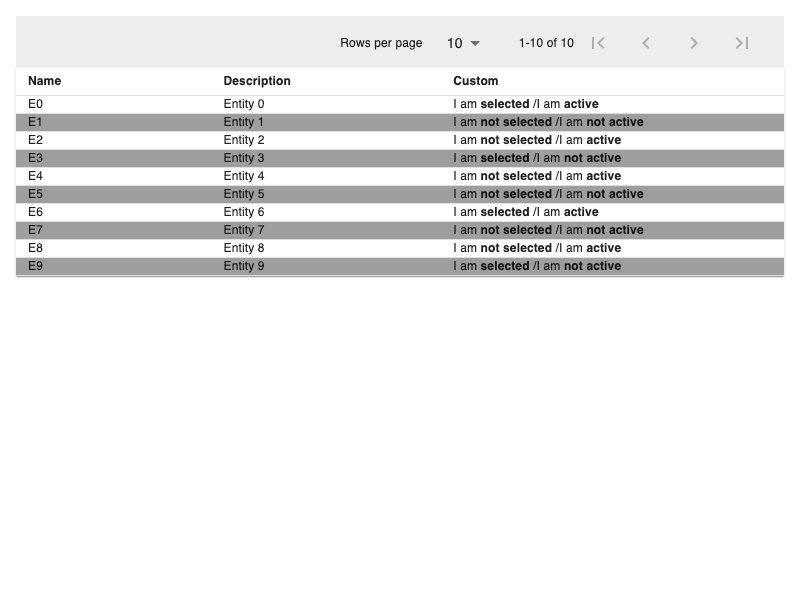 Rows per page 10 1-10 of 10
Name Description Custom
E0 Entity 0 I am selected /I am active
E1 Entity 1 I am not selected /I am not active
E2 Entity 2 I am not selected /I am active
E3 Entity 3 I am selected /I am not active
E4 Entity 4 I am not selected /I am active
E5 Entity 5 I am not selected /I am not active
E6 Entity 6 I am selected /I am active
E7 Entity 7 I am not selected /I am not active
E8 Entity 8 I am not selected /I am active
E9 Entity 9 I am selected /I am not active